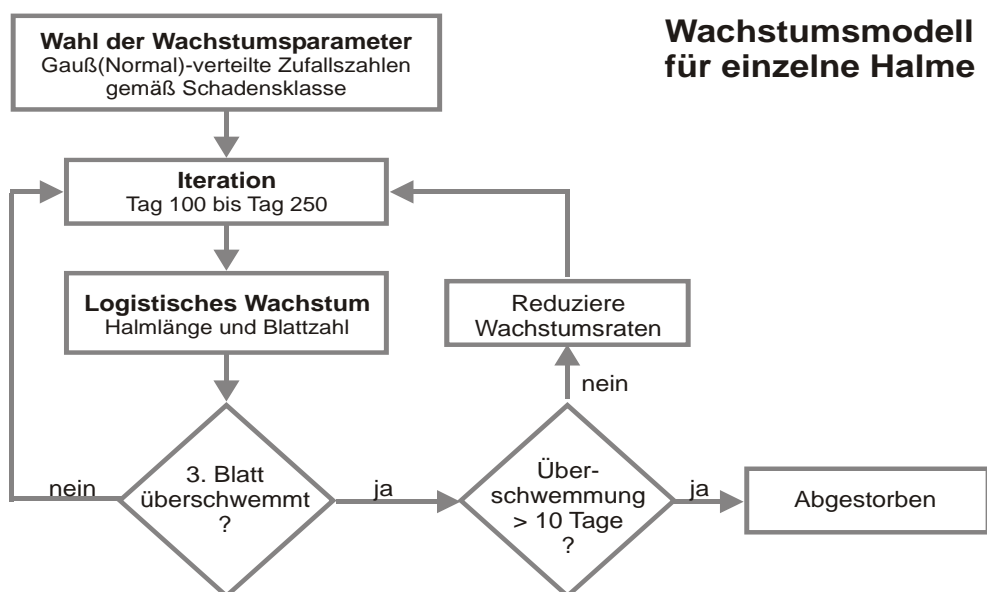 Wachstumsmodell
für einzelne Halme
Wahl der Wachstumsparameter
Gauß(Normal)-verteilte Zufallszahlen
gemäß Schadensklasse
Iteration
Tag 100 bis Tag 250
Logistisches Wachstum
Halmlänge und Blattzahl
Reduziere
Wachstumsraten
nein
nein
3. Blatt
überschwemmt
?
ja
Über-
schwemmung
> 10 Tage
?
ja
Abgestorben